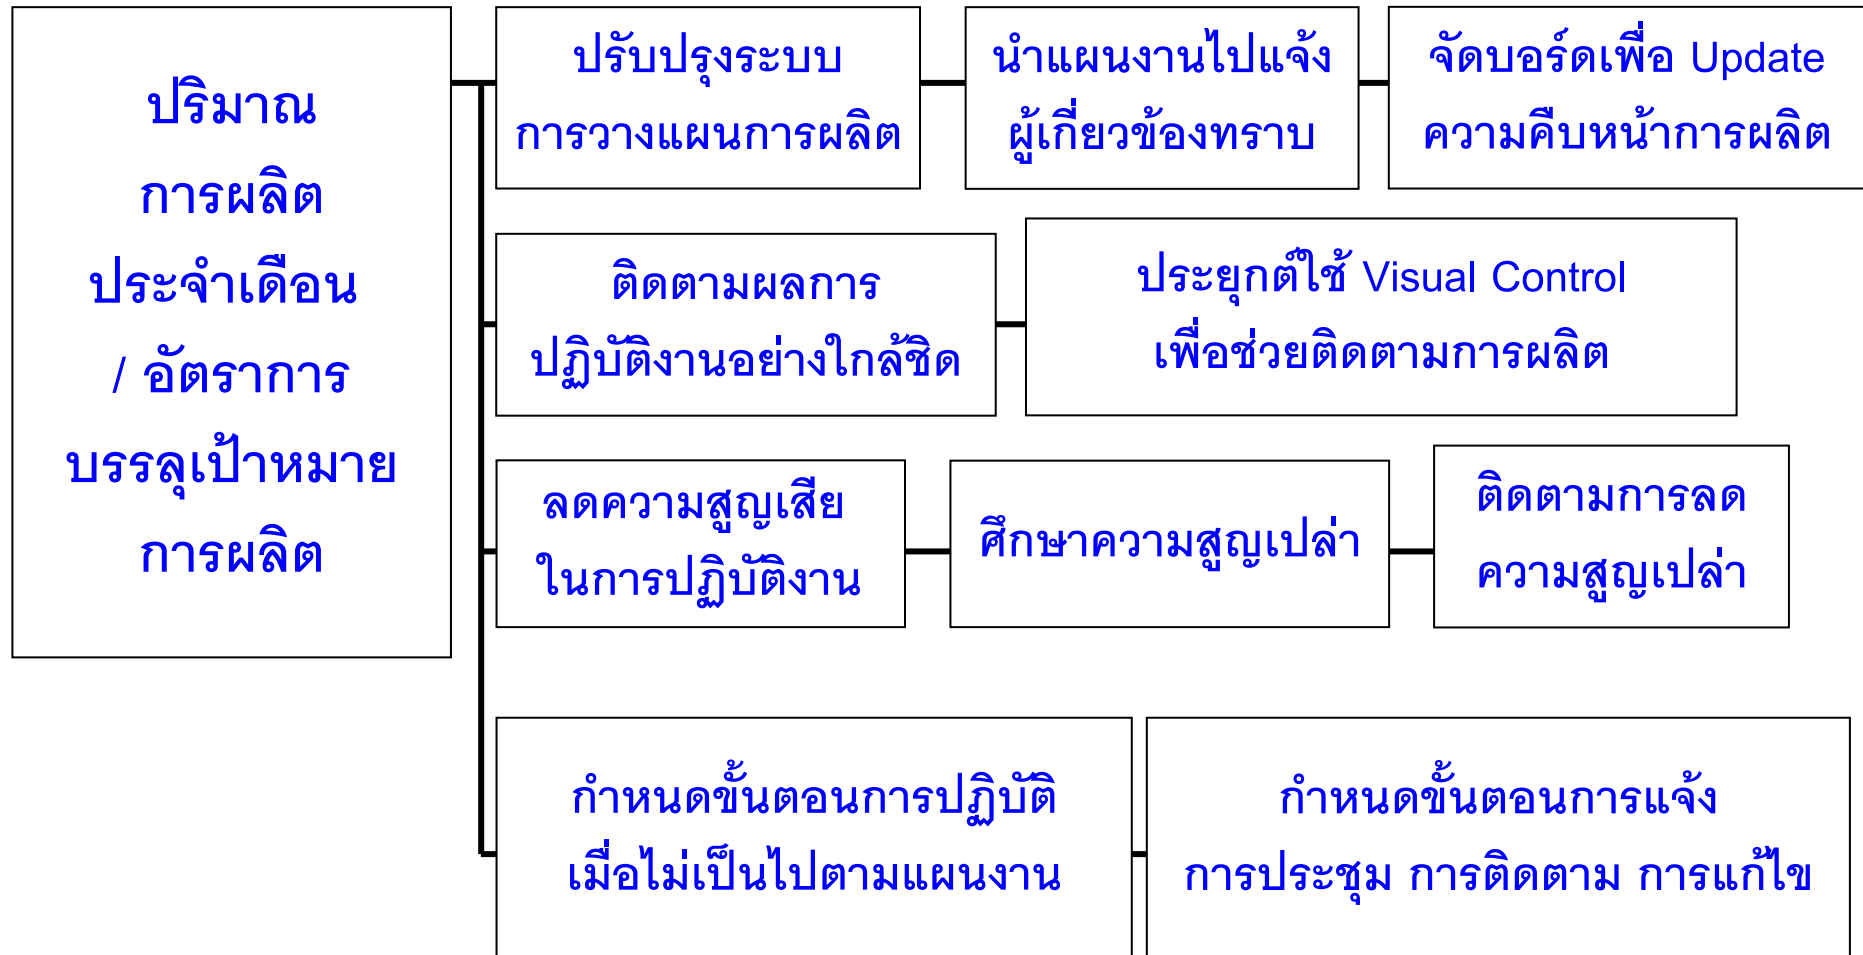 ปริมาณ
การผลิต
ประจำเดือน
/ อัตราการ
บรรลุเป้าหมาย
การผลิต
ปรับปรุงระบบ
การวางแผนการผลิต
นำแผนงานไปแจ้ง
ผู้เกี่ยวข้องทราบ
จัดบอร์ดเพื่อ Update
ความคืบหน้าการผลิต
ติดตามผลการ
ปฏิบัติงานอย่างใกล้ชิด
ประยุกต์ใช้ Visual Control
เพื่อช่วยติดตามการผลิต
ลดความสูญเสีย
ในการปฏิบัติงาน
ศึกษาความสูญเปล่า
ติดตามการลด
ความสูญเปล่า
กำหนดขั้นตอนการปฏิบัติ
เมื่อไม่เป็นไปตามแผนงาน
กำหนดขั้นตอนการแจ้ง
การประชุม การติดตาม การแก้ไข